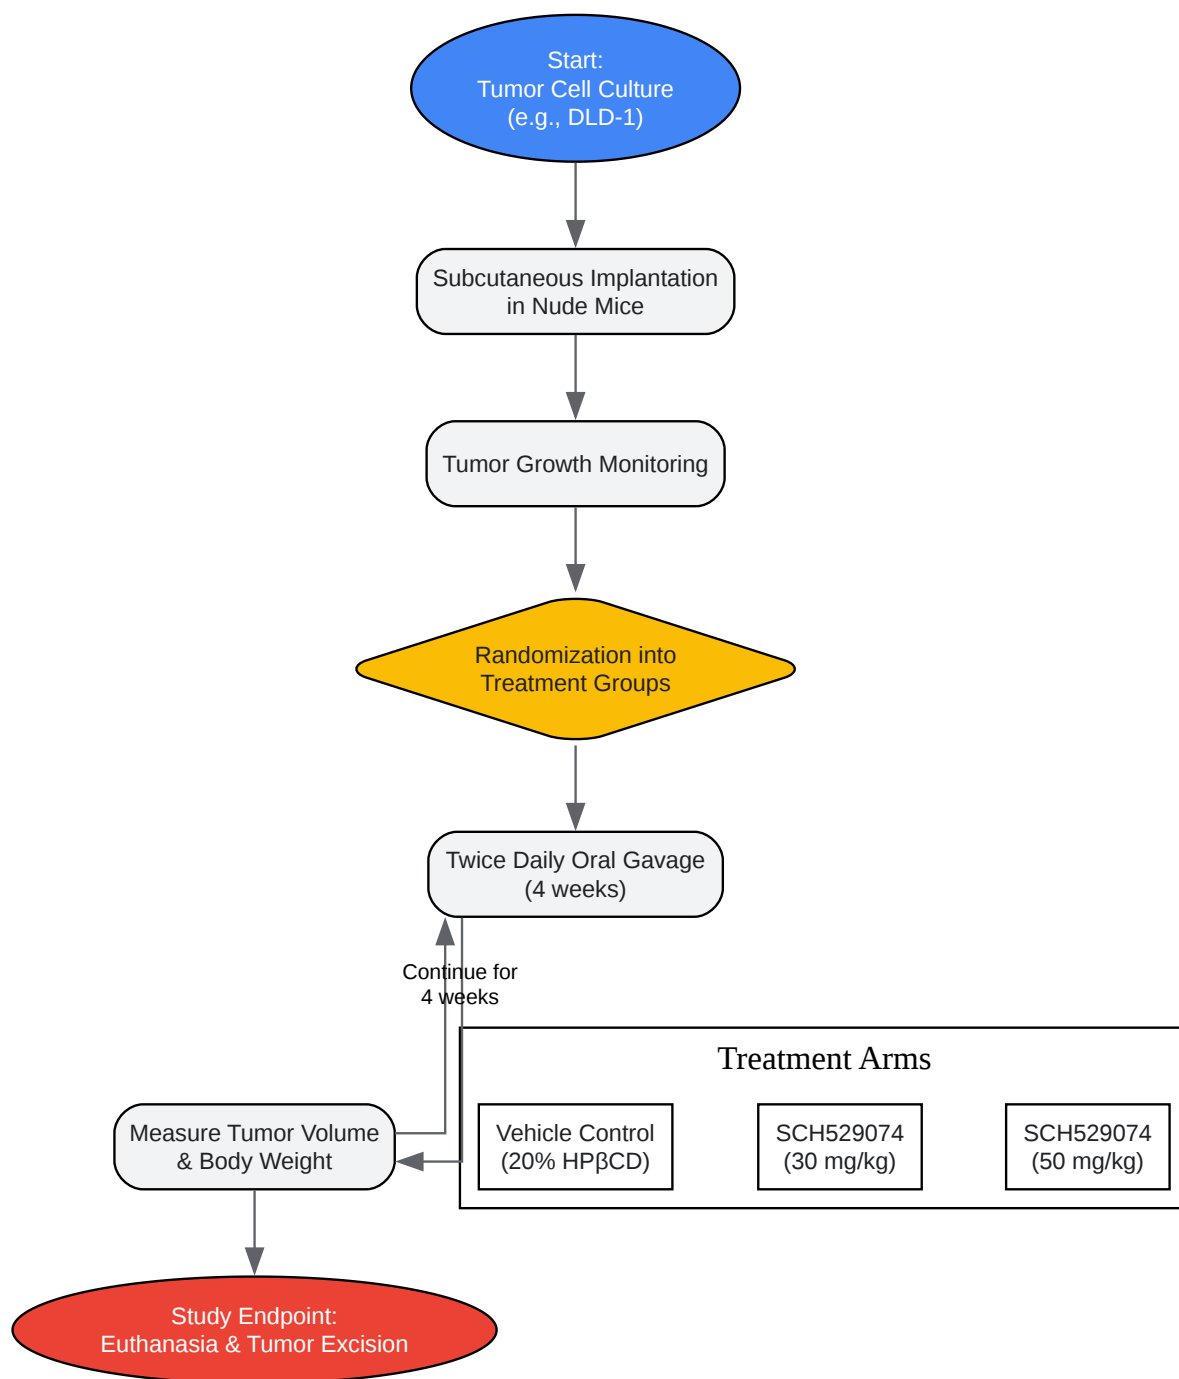 Start:
Tumor Cell Culture
(e.g., DLD-1)
Subcutaneous Implantation
in Nude Mice
Tumor Growth Monitoring
Randomization into
Treatment Groups
Twice Daily Oral Gavage
(4 weeks)
Continue for
4 weeks
Treatment Arms
Vehicle Control
(20% HPβCD)
SCH529074
(30 mg/kg)
SCH529074
(50 mg/kg)
Measure Tumor Volume
& Body Weight
Study Endpoint:
Euthanasia & Tumor Excision